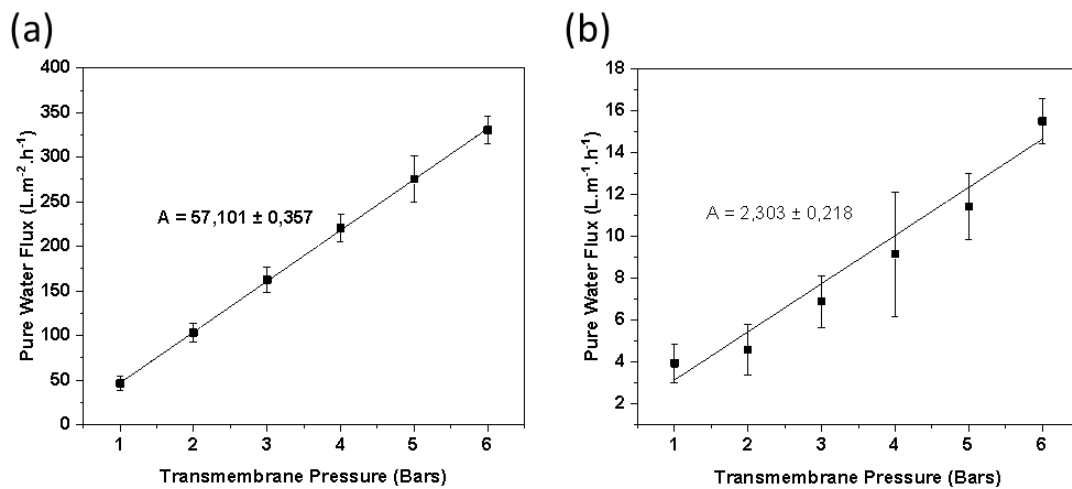 (a)
400
350
300
250
200
150
100
50
0
Pure Water Flux (L.m⁻².h⁻¹)
A = 57,101 ± 0,357
1 2 3 4 5 6
Transmembrane Pressure (Bars)
(b)
18
16
14
12
10
8
6
4
2
Pure Water Flux (L.m⁻¹.h⁻¹)
A = 2,303 ± 0,218
1 2 3 4 5 6
Transmembrane Pressure (Bars)